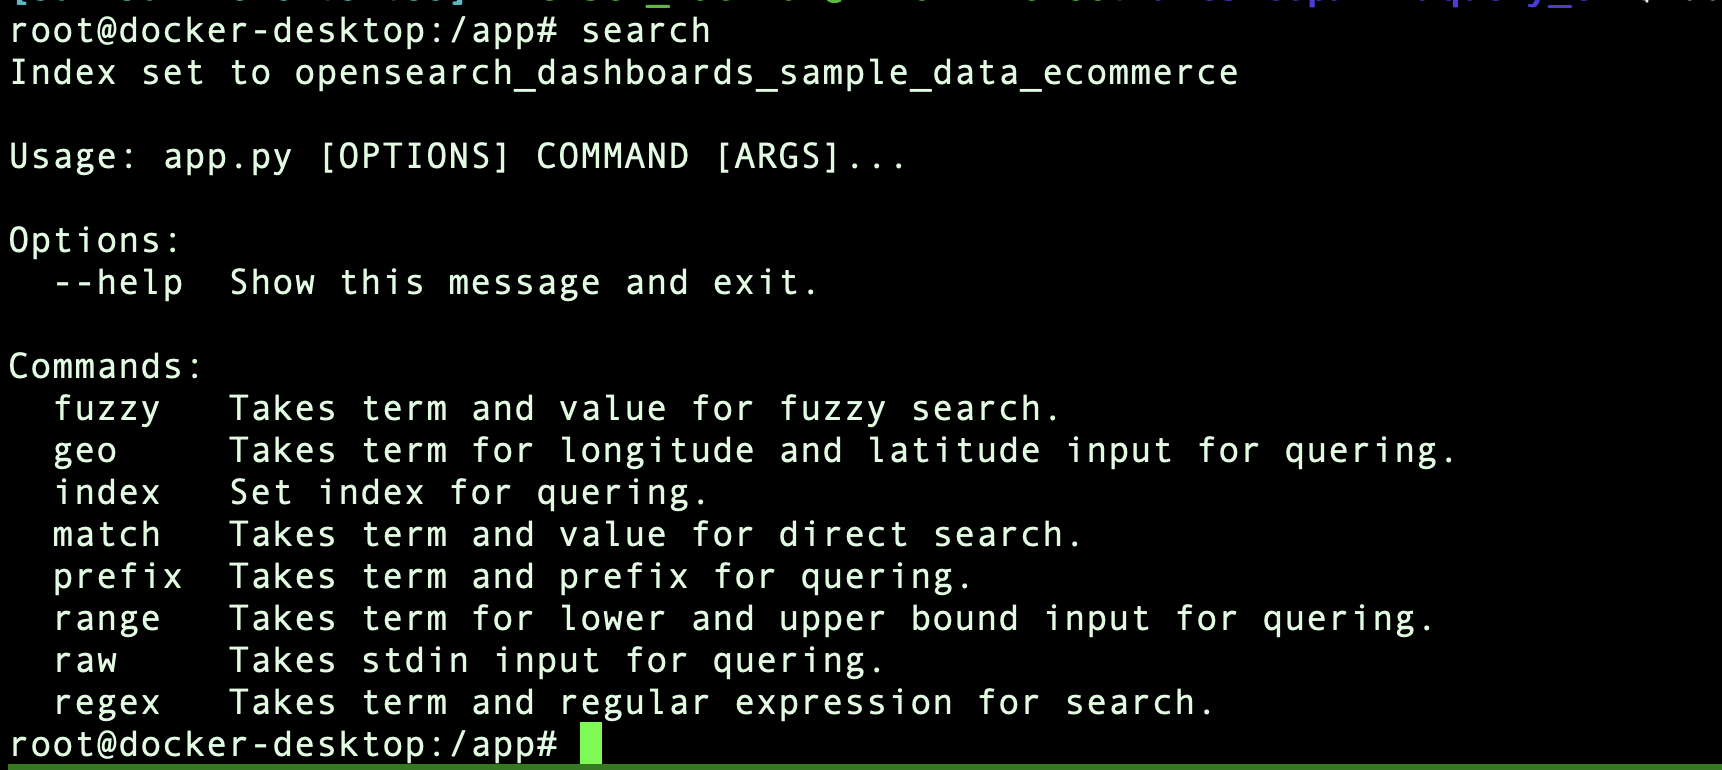 root@docker-desktop:/app# search
Index set to opensearch_dashboards_sample_data_ecommerce
Usage: app.py [OPTIONS] COMMAND [ARGS]...
Options:
--help Show this message and exit.
Commands:
fuzzy Takes term and value for fuzzy search.
geo Takes term for longitude and latitude input for quering.
index Set index for quering.
match Takes term and value for direct search.
prefix Takes term and prefix for quering.
range Takes term for lower and upper bound input for quering.
raw Takes stdin input for quering.
regex Takes term and regular expression for search.
root@docker-desktop:/app#